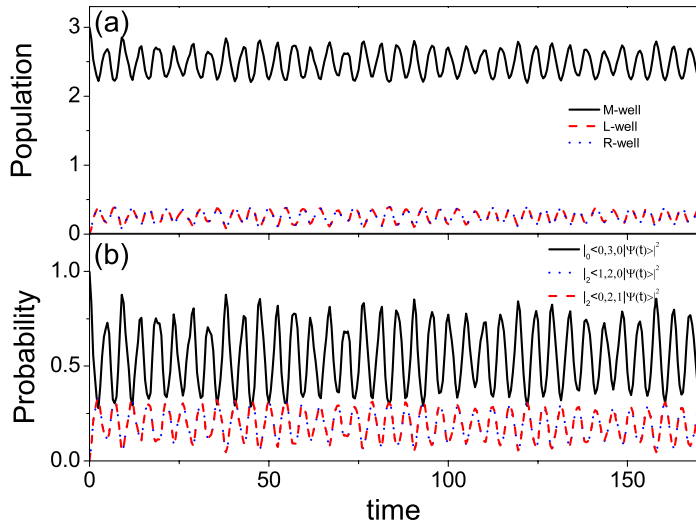 (a)
3
2
1
0
Population
M-well
L-well
R-well
(b)
1.0
0.5
0.0
Probability
|₀<0,3,0|Ψ(t)>|²
|₂<1,2,0|Ψ(t)>|²
|₂<0,2,1|Ψ(t)>|²
0 50 100 150
time